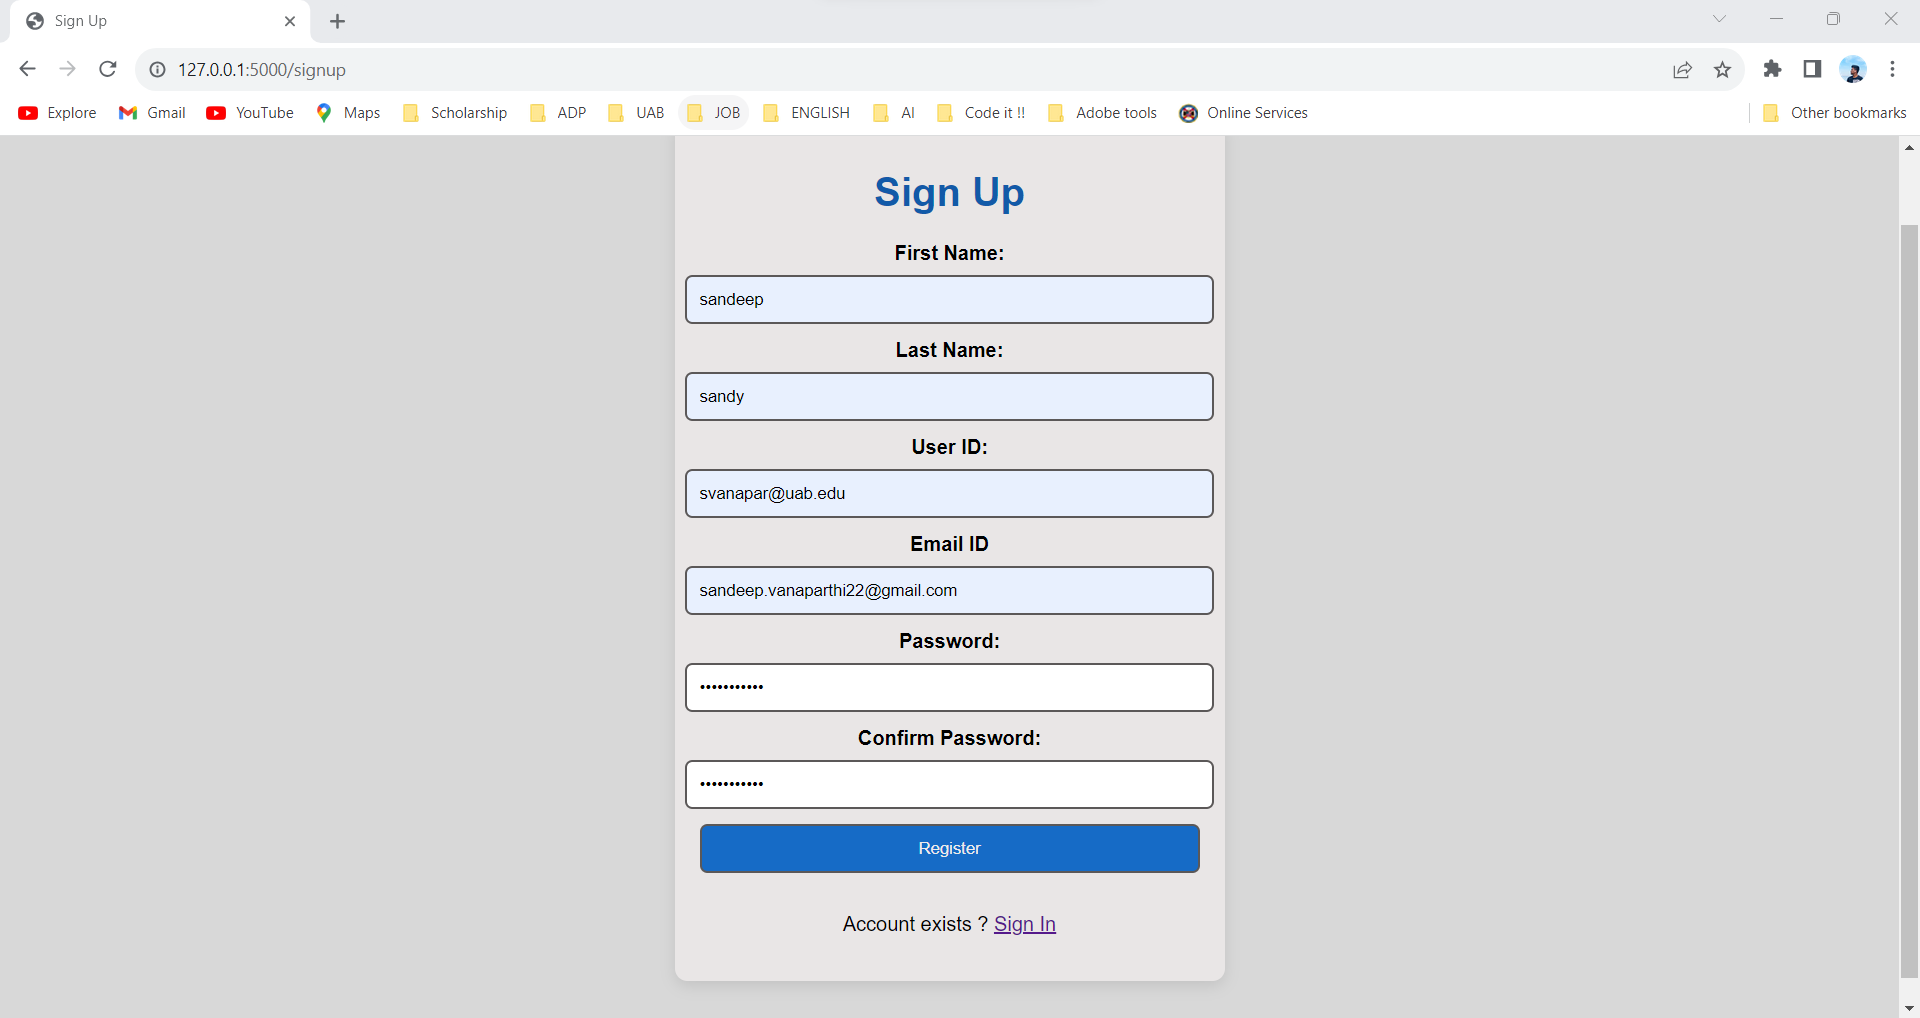 Sign Up
127.0.0.1:5000/signup
Explore Gmail YouTube Maps Scholarship ADP UAB JOB ENGLISH AI Code it !! Adobe tools Online Services Other bookmarks
Sign Up
First Name:
sandeep
Last Name:
sandy
User ID:
svanapar@uab.edu
Email ID
sandeep.vanaparthi22@gmail.com
Password:
•••••••••••
Confirm Password:
•••••••••••
Register
Account exists ? Sign In